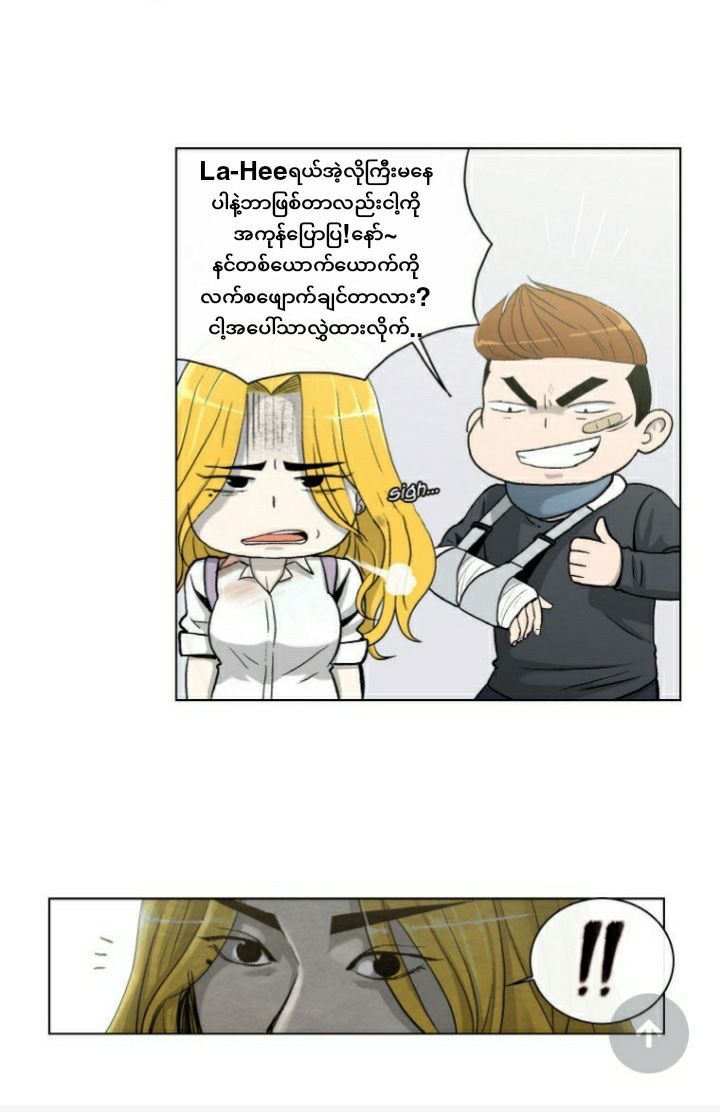 La-Heeရယ်အဲ့လိုကြီးမနေ
ပါနဲ့ဘာဖြစ်တာလည်းငါ့ကို
အကုန်ပြောပြ!နော်~
နင်တစ်ယောက်ယောက်ကို
လက်စဖျောက်ချင်တာလား?
ငါ့အပေါ်သာလွှဲထားလိုက်..
sign...
!!